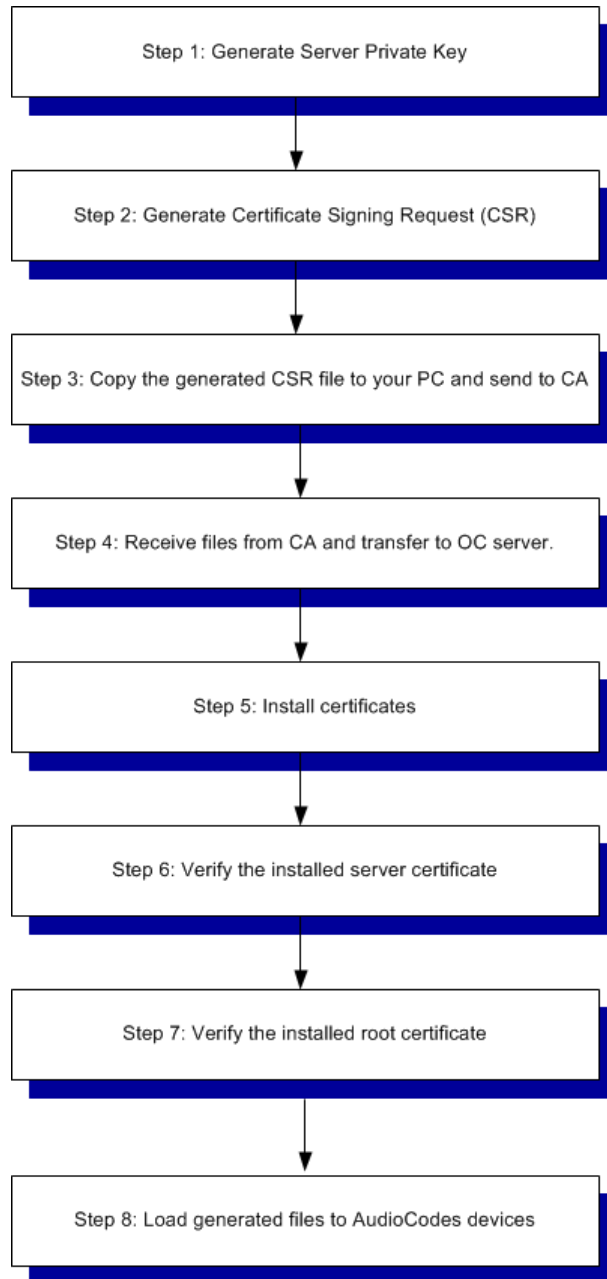 Step 1: Generate Server Private Key
Step 2: Generate Certificate Signing Request (CSR)
Step 3: Copy the generated CSR file to your PC and send to CA
Step 4: Receive files from CA and transfer to OC server.
Step 5: Install certificates
Step 6: Verify the installed server certificate
Step 7: Verify the installed root certificate
Step 8: Load generated files to AudioCodes devices